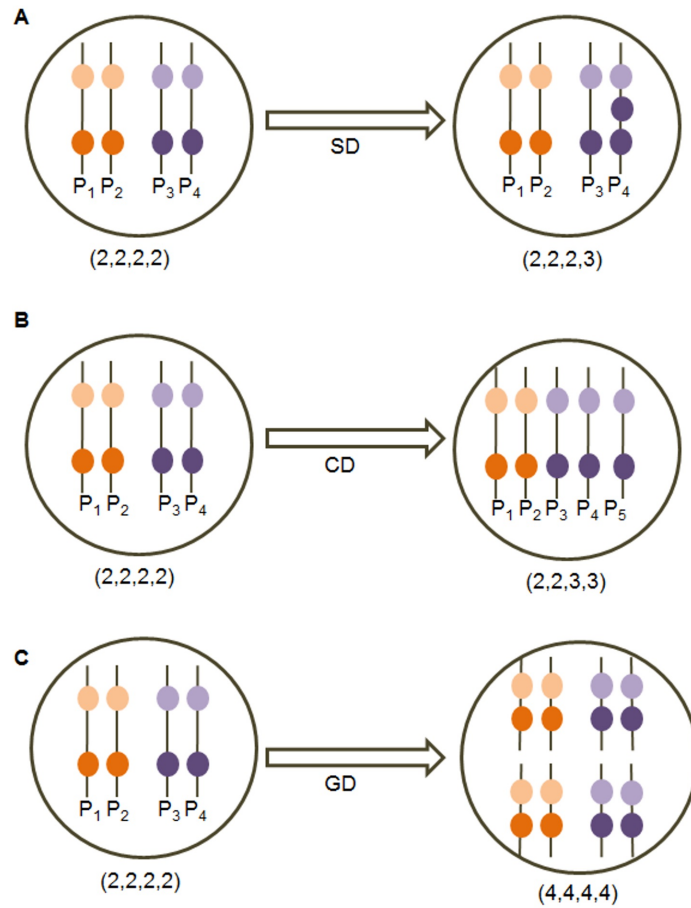 A
SD
P₁ P₂ P₃ P₄
P₁ P₂ P₃ P₄
(2,2,2,2)
(2,2,2,3)
B
CD
P₁ P₂ P₃ P₄
P₁ P₂ P₃ P₄ P₅
(2,2,2,2)
(2,2,3,3)
C
GD
P₁ P₂ P₃ P₄
(2,2,2,2)
(4,4,4,4)